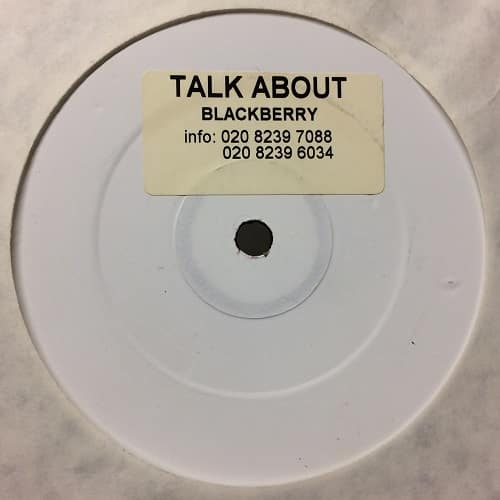 TALK ABOUT
BLACKBERRY
info: 020 8239 7088
020 8239 6034